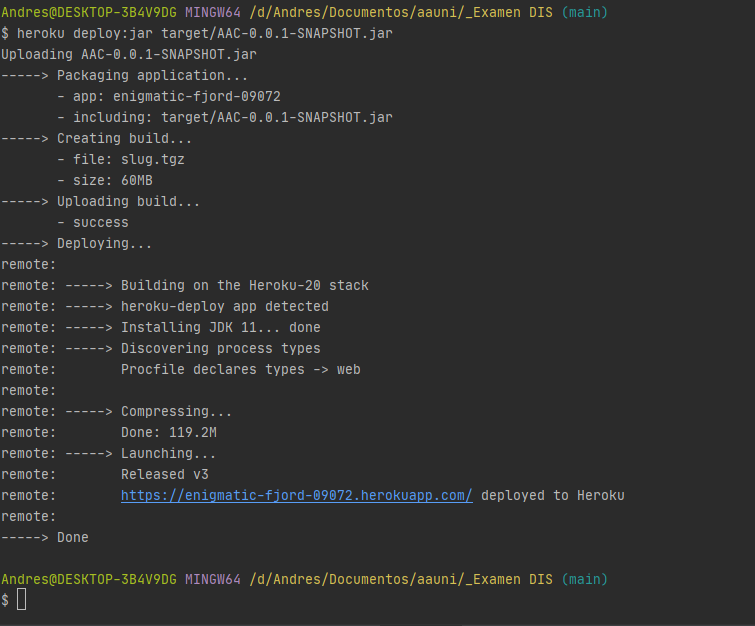 Andres@DESKTOP-3B4V9DG MINGW64 /d/Andres/Documentos/aauni/_Examen DIS (main)
$ heroku deploy:jar target/AAC-0.0.1-SNAPSHOT.jar
Uploading AAC-0.0.1-SNAPSHOT.jar
-----> Packaging application...
       - app: enigmatic-fjord-09072
       - including: target/AAC-0.0.1-SNAPSHOT.jar
-----> Creating build...
       - file: slug.tgz
       - size: 60MB
-----> Uploading build...
       - success
-----> Deploying...
remote:
remote: -----> Building on the Heroku-20 stack
remote: -----> heroku-deploy app detected
remote: -----> Installing JDK 11... done
remote: -----> Discovering process types
remote:        Procfile declares types -> web
remote:
remote: -----> Compressing...
remote:        Done: 119.2M
remote: -----> Launching...
remote:        Released v3
remote:        https://enigmatic-fjord-09072.herokuapp.com/ deployed to Heroku
remote:
-----> Done
Andres@DESKTOP-3B4V9DG MINGW64 /d/Andres/Documentos/aauni/_Examen DIS (main)
$